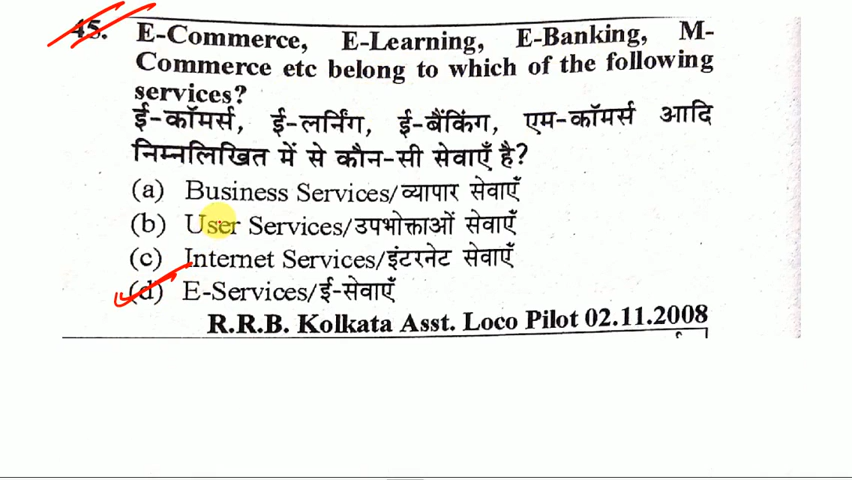 45. E-Commerce, E-Learning, E-Banking, M-
Commerce etc belong to which of the following
services?
ई-कॉमर्स, ई-लर्निंग, ई-बैंकिंग, एम-कॉमर्स आदि
निम्नलिखित में से कौन-सी सेवाएँ है?
(a) Business Services/व्यापार सेवाएँ
(b) User Services/उपभोक्ताओं सेवाएँ
(c) Internet Services/इंटरनेट सेवाएँ
(d) E-Services/ई-सेवाएँ
R.R.B. Kolkata Asst. Loco Pilot 02.11.2008